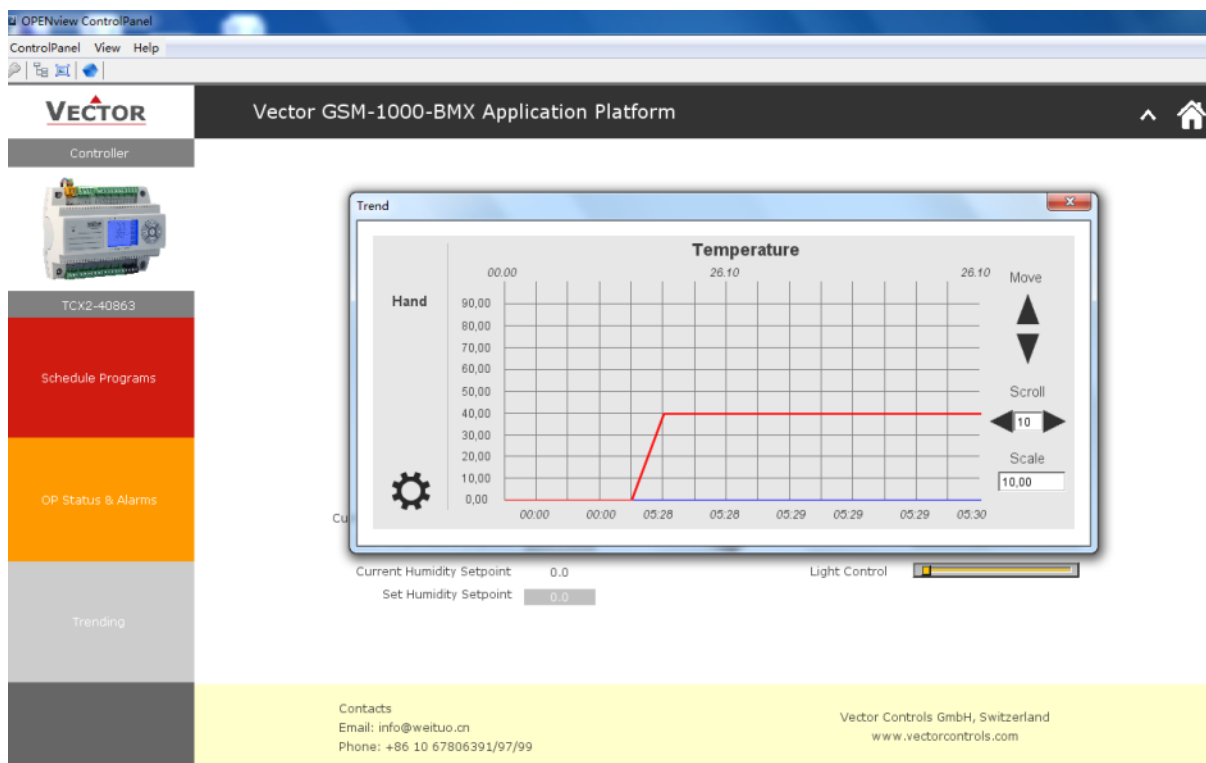 OPENview ControlPanel
ControlPanel View Help
VECTOR
Vector GSM-1000-BMX Application Platform
Controller
TCX2-40863
Schedule Programs
OP Status & Alarms
Trending
Trend
Temperature
00.00 26.10 26.10
Hand
90,00
80,00
70,00
60,00
50,00
40,00
30,00
20,00
10,00
0,00
00:00 00:00 05:28 05:28 05:29 05:29 05:29 05:30
Move
Scroll
10
Scale
10,00
Cu
Current Humidity Setpoint 0.0
Set Humidity Setpoint 0.0
Light Control
Contacts
Email: info@weituo.cn
Phone: +86 10 67806391/97/99
Vector Controls GmbH, Switzerland
www.vectorcontrols.com